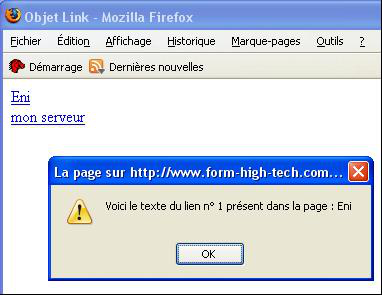 Objet Link - Mozilla Firefox
Fichier Édition Affichage Historique Marque-pages Outils ?
Démarrage Dernières nouvelles
Eni
mon serveur
La page sur http://www.form-high-tech.com...
Voici le texte du lien n° 1 présent dans la page : Eni
OK